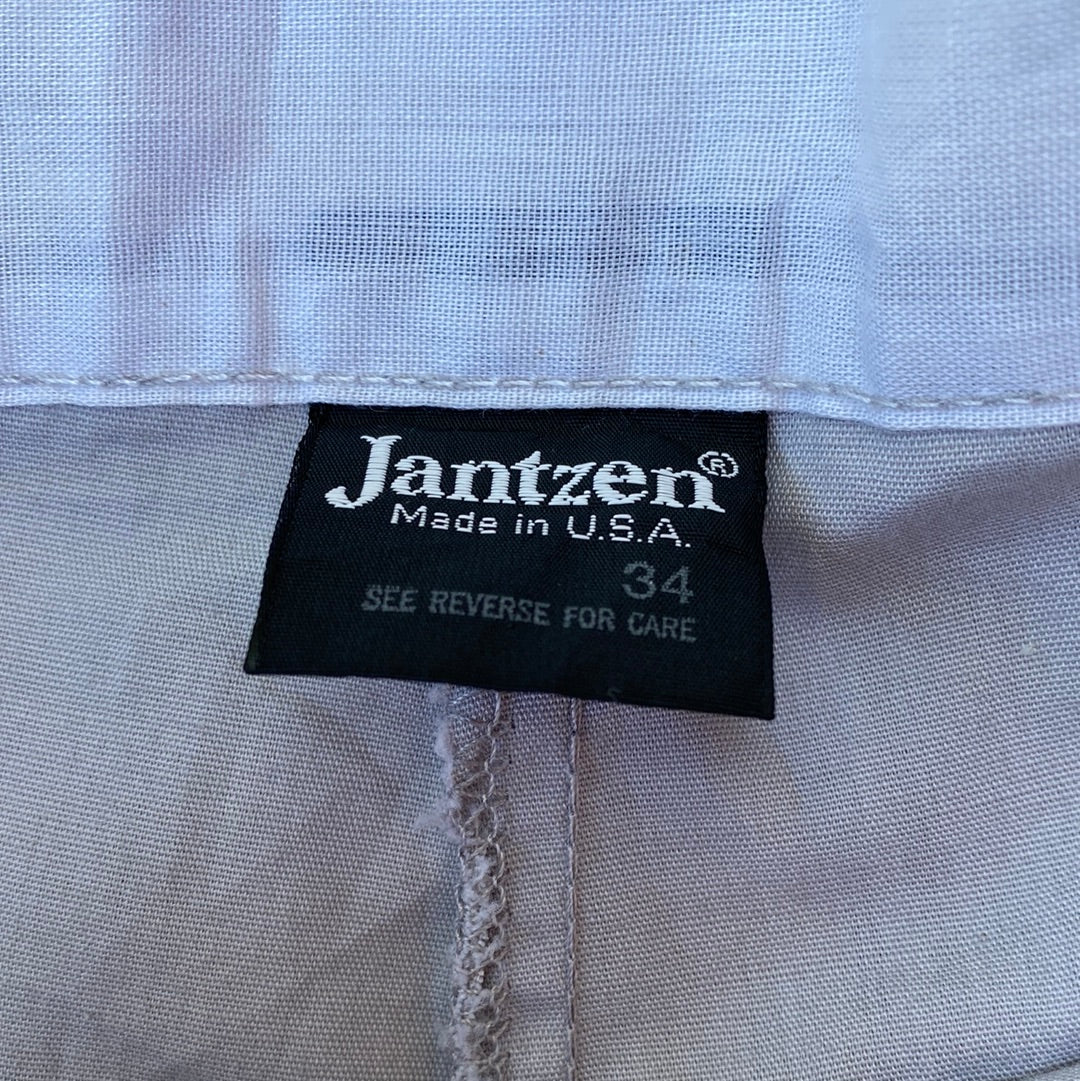 Jantzen®
Made in U.S.A.
34
SEE REVERSE FOR CARE